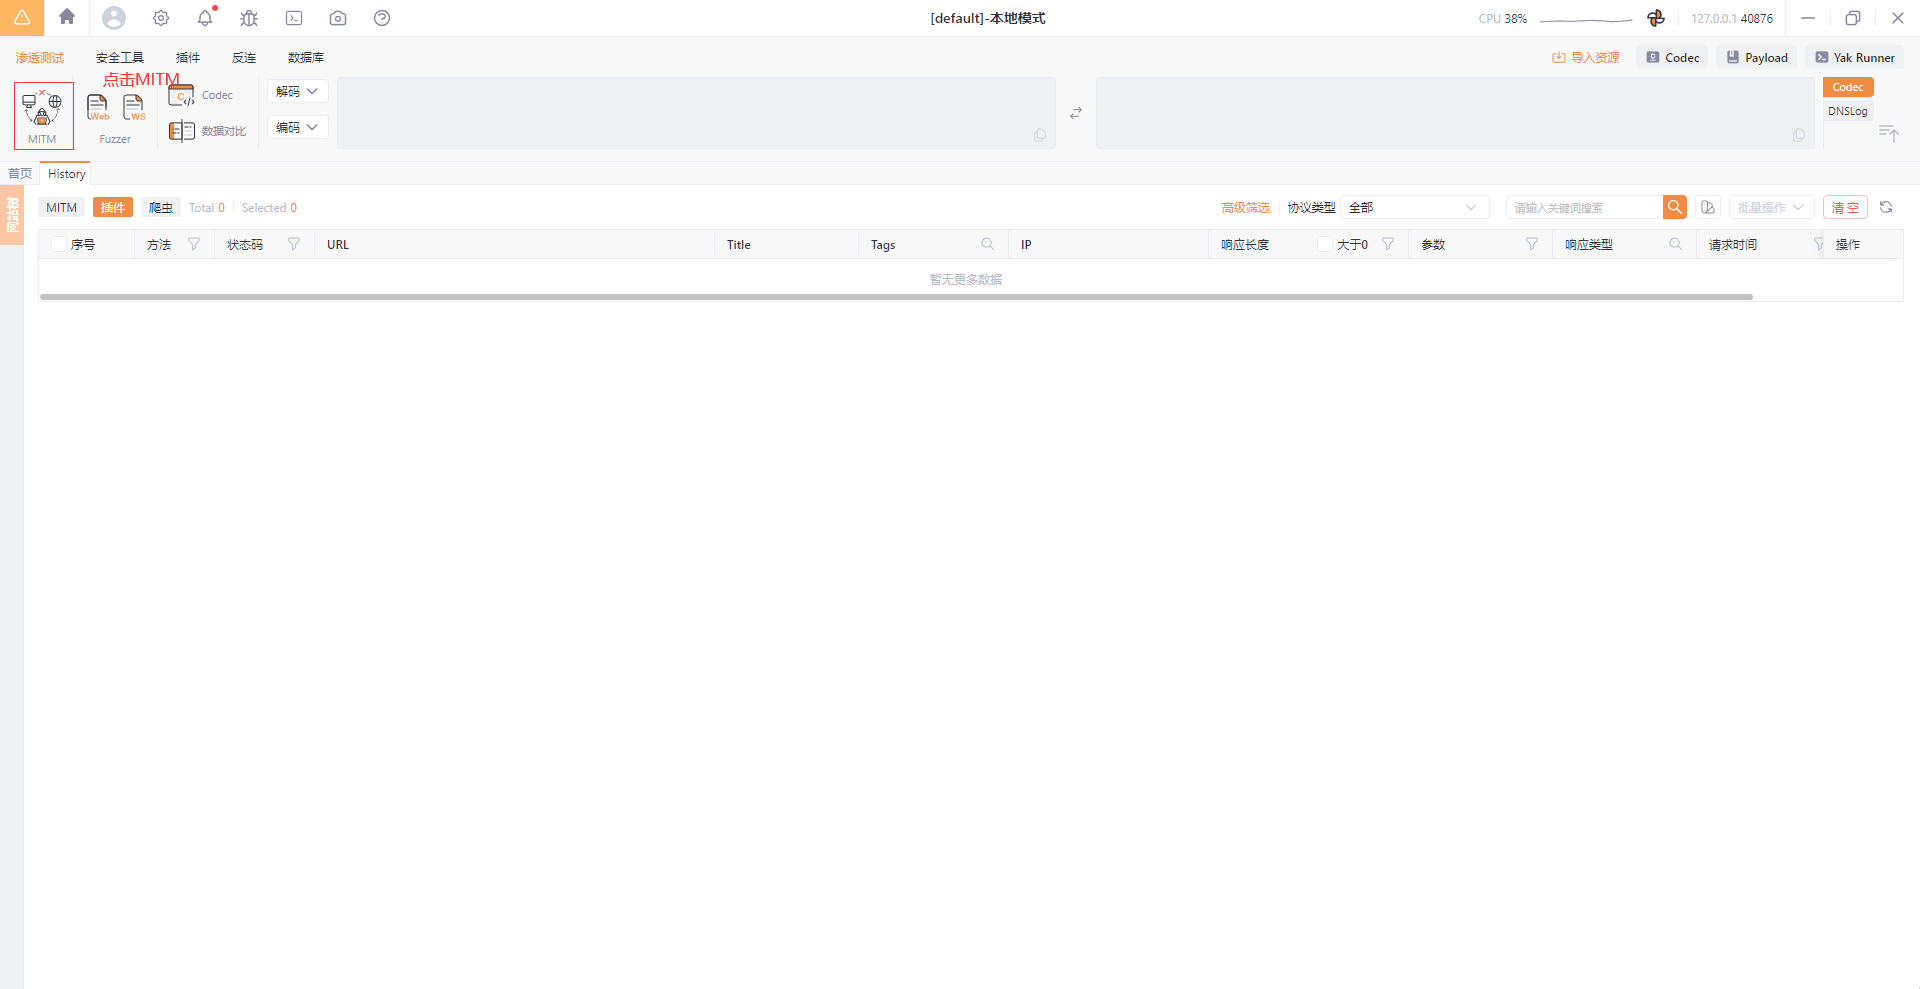 [default]-本地模式
CPU 38%
127.0.0.1 40876
渗透测试 安全工具 插件 反连 数据库
导入资源 Codec Payload Yak Runner
点击MITM
MITM
Web WS
Fuzzer
Codec
数据对比
解码
编码
Codec
DNSLog
首页 History
网站树
MITM 插件 爬虫 Total 0 Selected 0
高级筛选 协议类型 全部 请输入关键词搜索 批量操作 清 空
序号 方法 状态码 URL Title Tags IP 响应长度 大于0 参数 响应类型 请求时间 操作
暂无更多数据